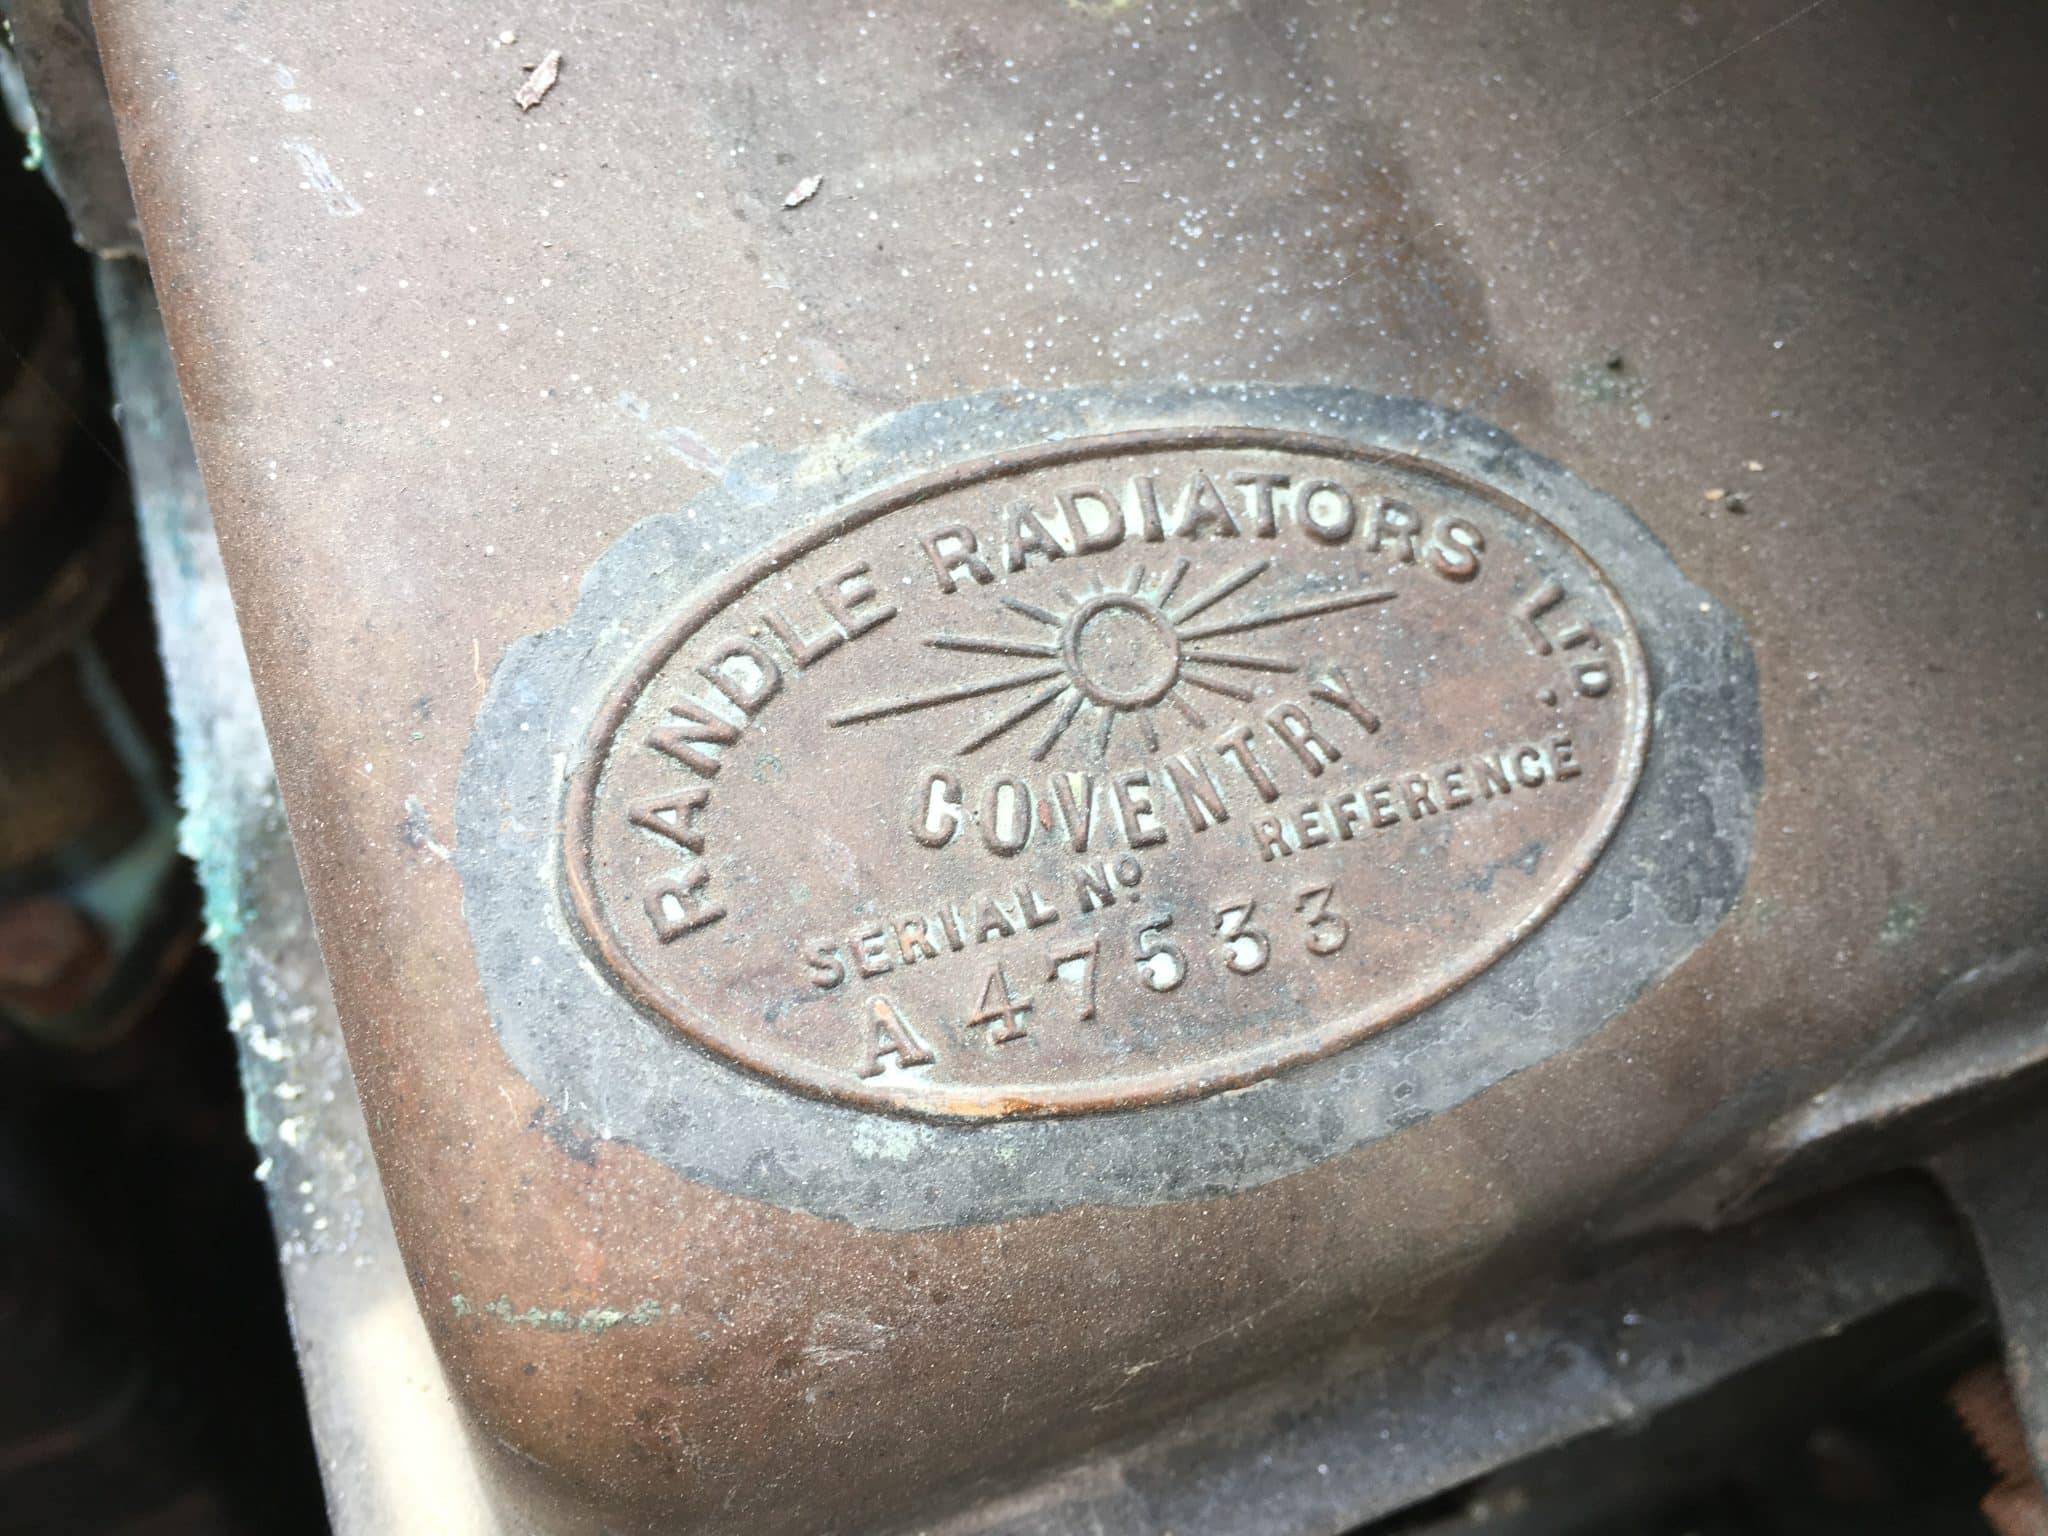 RANDLE RADIATORS LTD.
COVENTRY
SERIAL No REFERENCE
A 47533